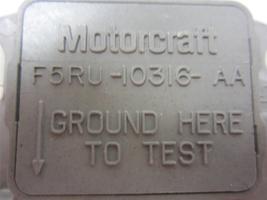 Motorcraft
F5RU-10316-AA
GROUND HERE
TO TEST